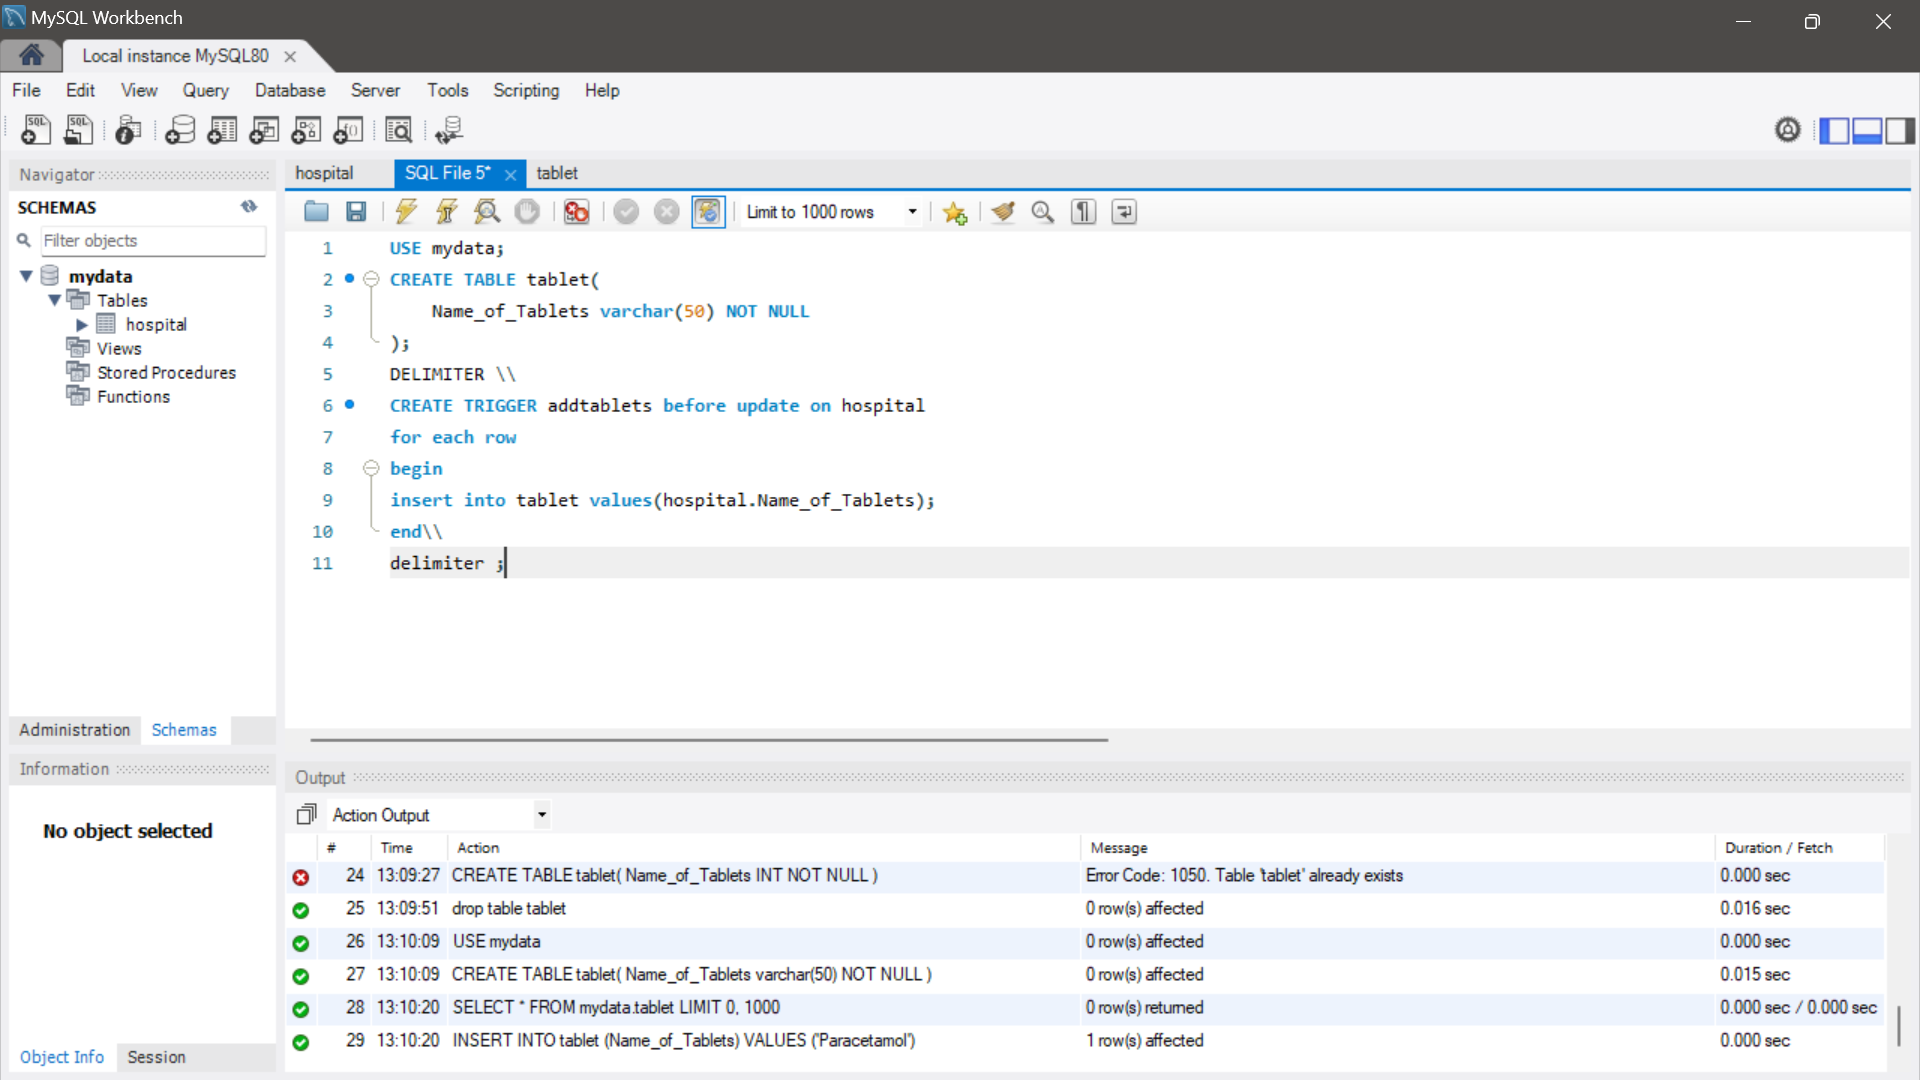 MySQL Workbench
Local instance MySQL80
File Edit View Query Database Server Tools Scripting Help
Navigator
SCHEMAS
Filter objects
mydata
Tables
hospital
Views
Stored Procedures
Functions
Administration Schemas
Information
No object selected
Object Info Session
hospital SQL File 5* tablet
Limit to 1000 rows
1 USE mydata;
2 CREATE TABLE tablet(
3 Name_of_Tablets varchar(50) NOT NULL
4 );
5 DELIMITER \\
6 CREATE TRIGGER addtablets before update on hospital
7 for each row
8 begin
9 insert into tablet values(hospital.Name_of_Tablets);
10 end\\
11 delimiter ;
Output
Action Output
# Time Action Message Duration / Fetch
24 13:09:27 CREATE TABLE tablet( Name_of_Tablets INT NOT NULL ) Error Code: 1050. Table 'tablet' already exists 0.000 sec
25 13:09:51 drop table tablet 0 row(s) affected 0.016 sec
26 13:10:09 USE mydata 0 row(s) affected 0.000 sec
27 13:10:09 CREATE TABLE tablet( Name_of_Tablets varchar(50) NOT NULL ) 0 row(s) affected 0.015 sec
28 13:10:20 SELECT * FROM mydata.tablet LIMIT 0, 1000 0 row(s) returned 0.000 sec / 0.000 sec
29 13:10:20 INSERT INTO tablet (Name_of_Tablets) VALUES ('Paracetamol') 1 row(s) affected 0.000 sec